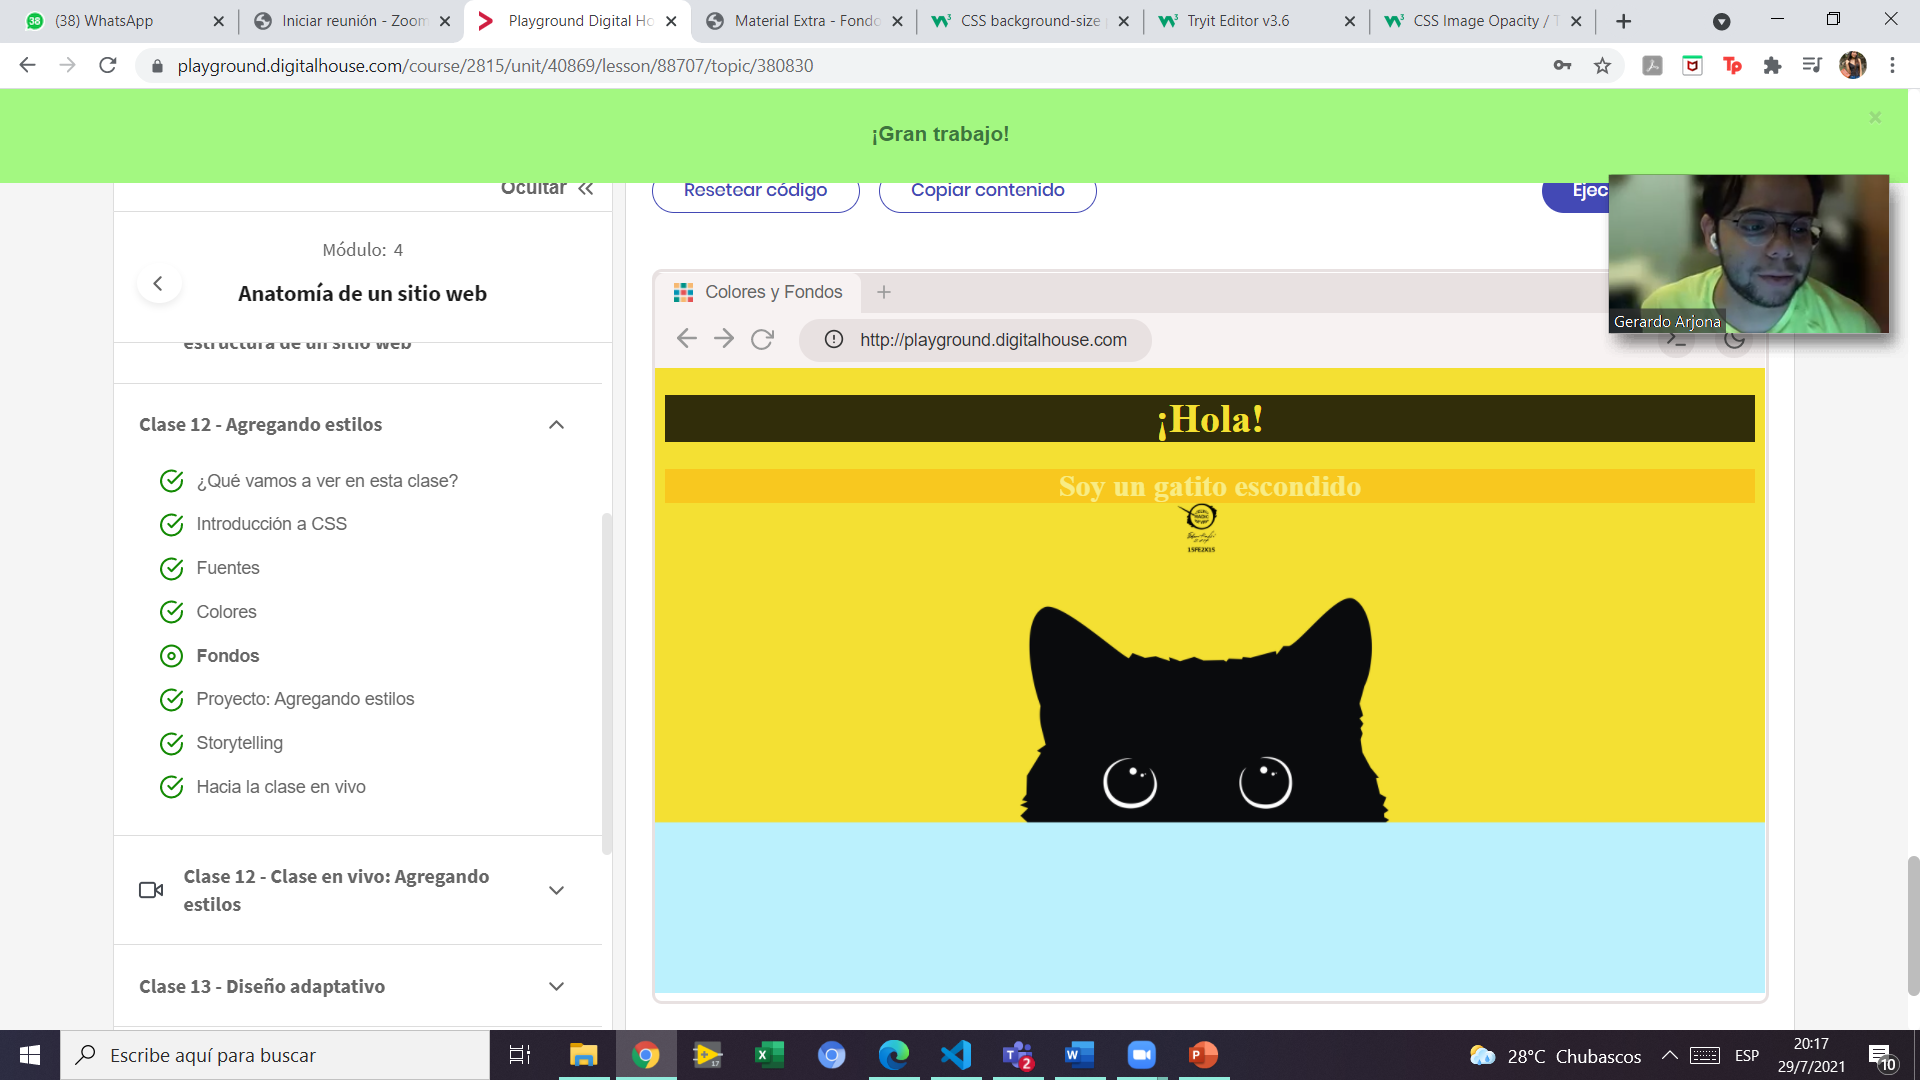 (38) WhatsApp
Iniciar reunión - Zoom
Playground Digital Ho
Material Extra - Fondo
CSS background-size
Tryit Editor v3.6
CSS Image Opacity / T
playground.digitalhouse.com/course/2815/unit/40869/lesson/88707/topic/380830
¡Gran trabajo!
Ocultar
Resetear código
Copiar contenido
Ejec
Módulo: 4
Anatomía de un sitio web
estructura de un sitio web
Clase 12 - Agregando estilos
¿Qué vamos a ver en esta clase?
Introducción a CSS
Fuentes
Colores
Fondos
Proyecto: Agregando estilos
Storytelling
Hacia la clase en vivo
Clase 12 - Clase en vivo: Agregando
estilos
Clase 13 - Diseño adaptativo
Colores y Fondos
http://playground.digitalhouse.com
Gerardo Arjona
¡Hola!
Soy un gatito escondido
15FE2X15
Escribe aquí para buscar
28°C Chubascos
ESP
20:17
29/7/2021
10